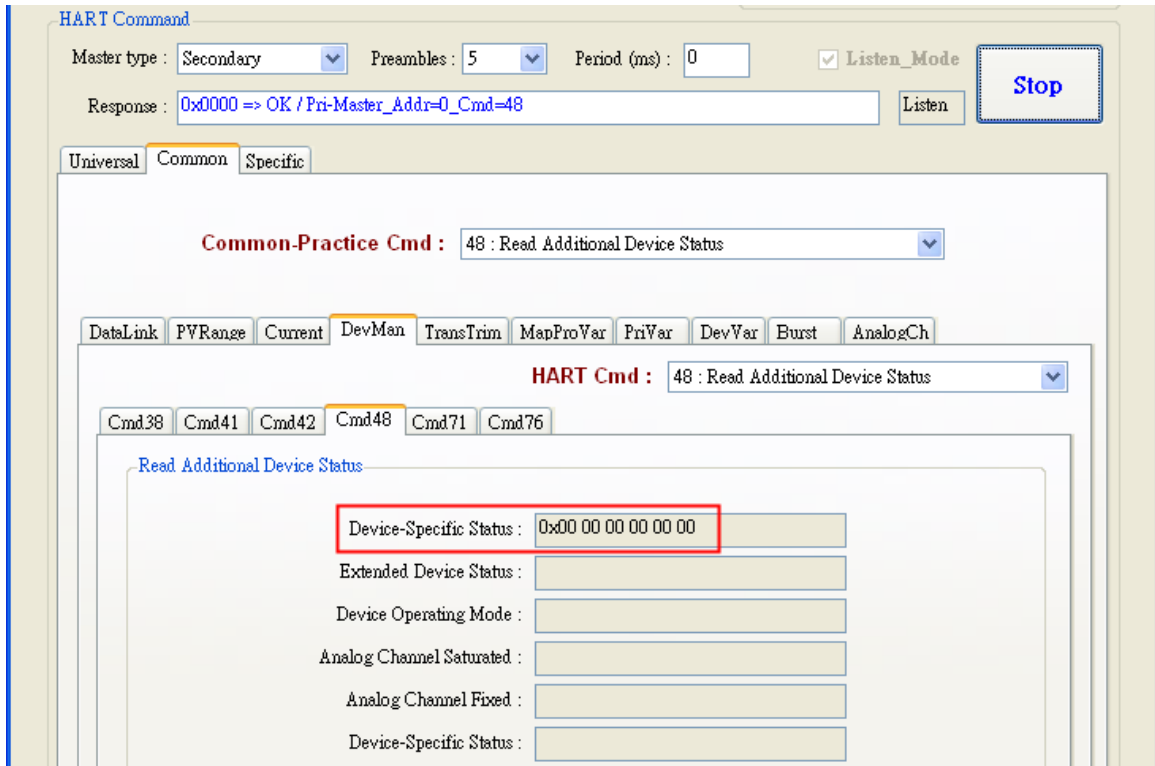 HART Command
Master type : Secondary Preambles : 5 Period (ms) : 0 Listen_Mode Stop
Response : 0x0000 => OK / Pri-Master_Addr=0_Cmd=48 Listen
Universal Common Specific
Common-Practice Cmd : 48 : Read Additional Device Status
DataLink PVRange Current DevMan TransTrim MapProVar PriVar DevVar Burst AnalogCh
HART Cmd : 48 : Read Additional Device Status
Cmd38 Cmd41 Cmd42 Cmd48 Cmd71 Cmd76
Read Additional Device Status
Device-Specific Status : 0x00 00 00 00 00 00
Extended Device Status :
Device Operating Mode :
Analog Channel Saturated :
Analog Channel Fixed :
Device-Specific Status :